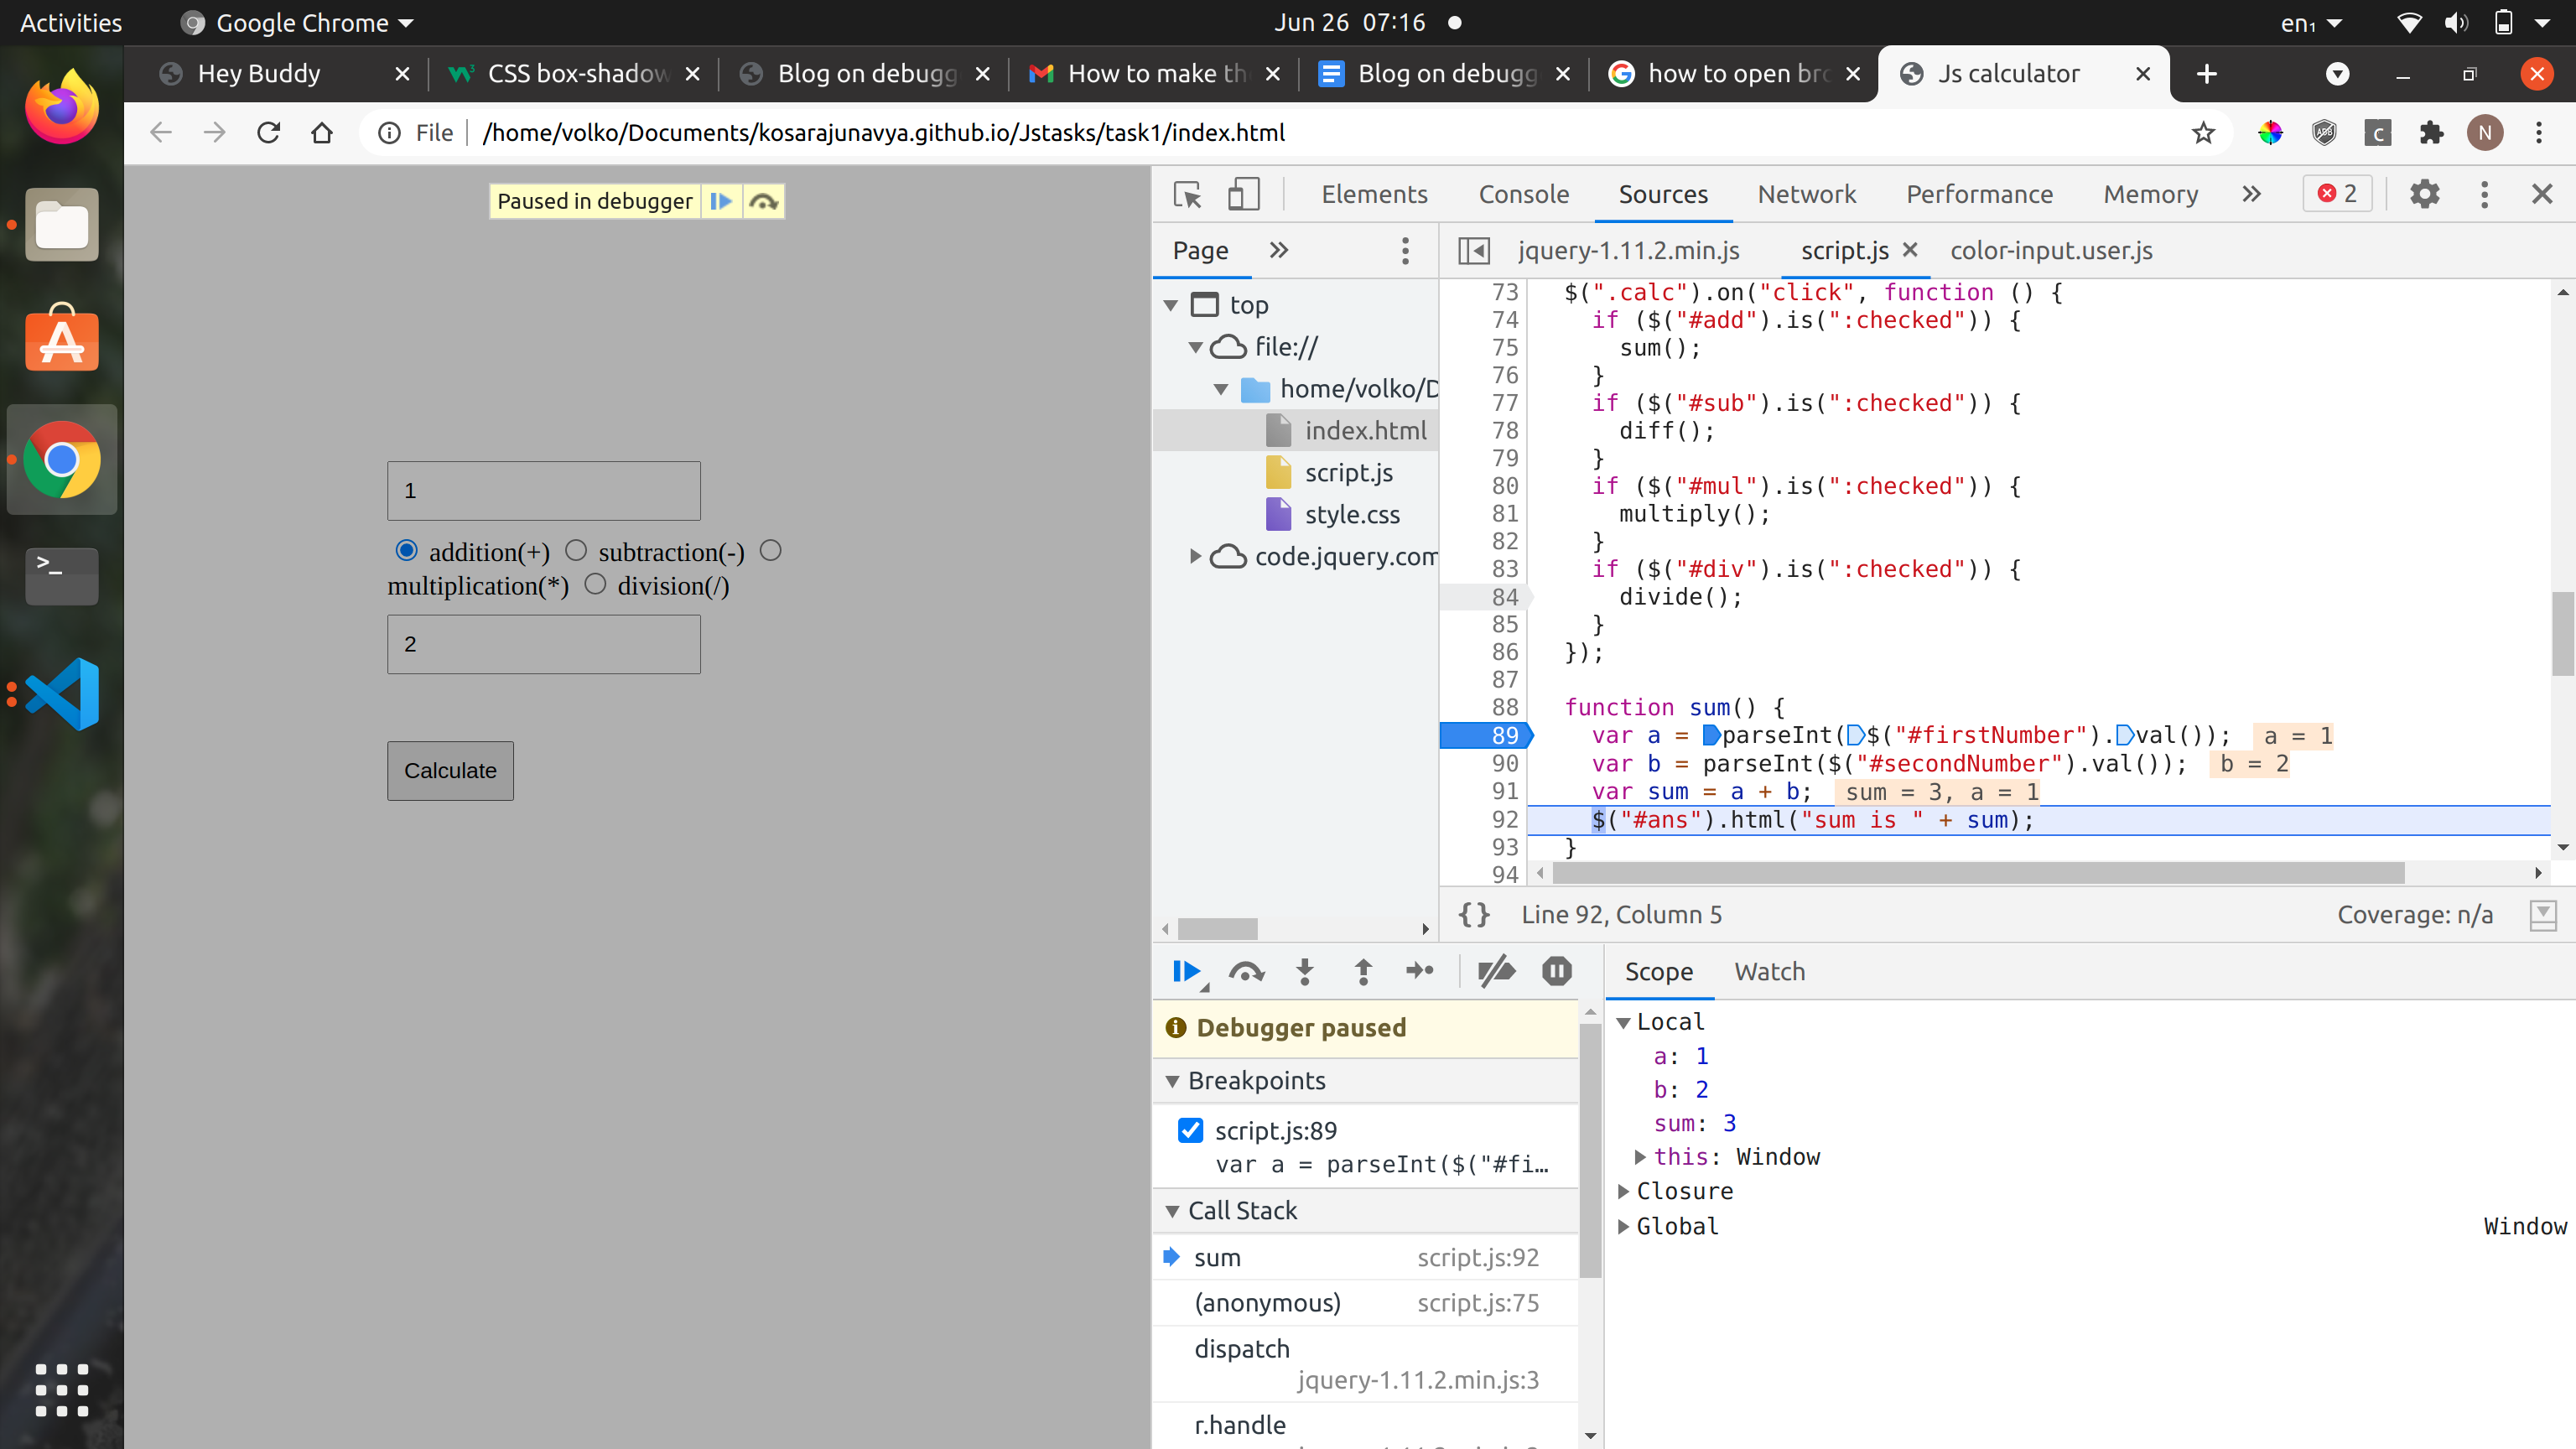 Activities Google Chrome Jun 26 07:16 en₁
Hey Buddy CSS box-shadow Blog on debugg How to make th Blog on debugg how to open bro Js calculator
File /home/volko/Documents/kosarajunavya.github.io/Jstasks/task1/index.html N
Paused in debugger
1
addition(+) subtraction(-)
multiplication(*) division(/)
2
Calculate
Elements Console Sources Network Performance Memory 2
Page jquery-1.11.2.min.js script.js color-input.user.js
top
file://
home/volko/D
index.html
script.js
style.css
code.jquery.com
73 $(".calc").on("click", function () {
74 if ($("#add").is(":checked")) {
75 sum();
76 }
77 if ($("#sub").is(":checked")) {
78 diff();
79 }
80 if ($("#mul").is(":checked")) {
81 multiply();
82 }
83 if ($("#div").is(":checked")) {
84 divide();
85 }
86 });
87
88 function sum() {
89 var a = parseInt($("#firstNumber").val()); a = 1
90 var b = parseInt($("#secondNumber").val()); b = 2
91 var sum = a + b; sum = 3, a = 1
92 $("#ans").html("sum is " + sum);
93 }
94
{} Line 92, Column 5 Coverage: n/a
Debugger paused
Breakpoints
script.js:89
var a = parseInt($("#fi…
Call Stack
sum script.js:92
(anonymous) script.js:75
dispatch
jquery-1.11.2.min.js:3
r.handle
Scope Watch
Local
a: 1
b: 2
sum: 3
this: Window
Closure
Global Window